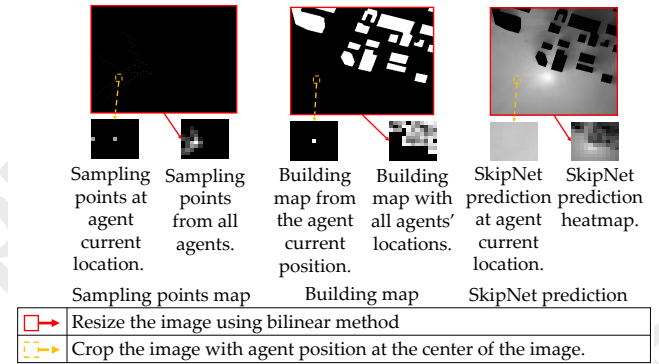 Sampling points at agent current location.
Sampling points from all agents.
Building map from the agent current position.
Building map with all agents' locations.
SkipNet prediction at agent current location.
SkipNet prediction heatmap.
Sampling points map
Building map
SkipNet prediction
Resize the image using bilinear method
Crop the image with agent position at the center of the image.